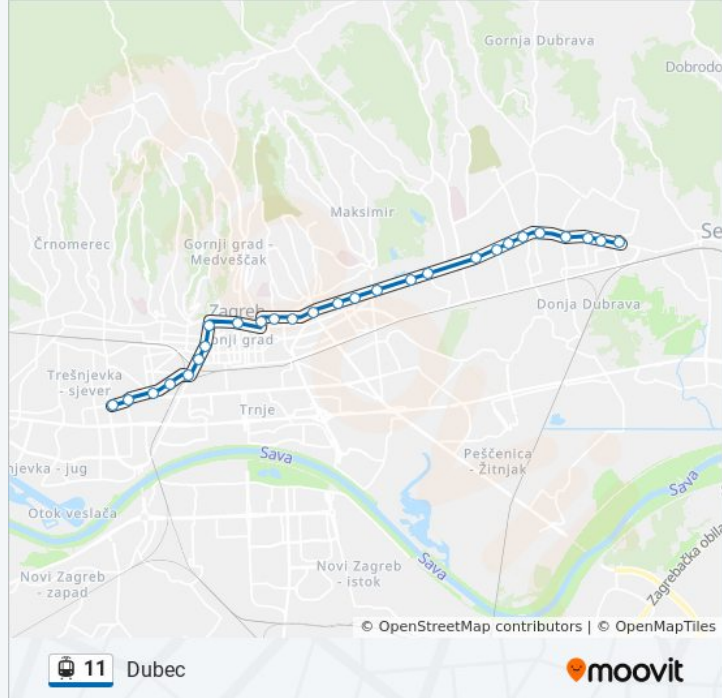 Gornja Dubrava
Dobrodo
Maksimir
Črnomerec
Gornji grad -
Medveščak
Se
Zagreb
onji grad
Donja Dubrava
Trešnjevka
- sjever
Trnje
Sava
njevka - jug
Peščenica
- Žitnjak
Sava
Otok veslača
Sava
Novi Zagreb
- zapad
Novi Zagreb
- istok
Zagrebačka obila
© OpenStreetMap contributors | © OpenMapTiles
11 Dubec
moovit